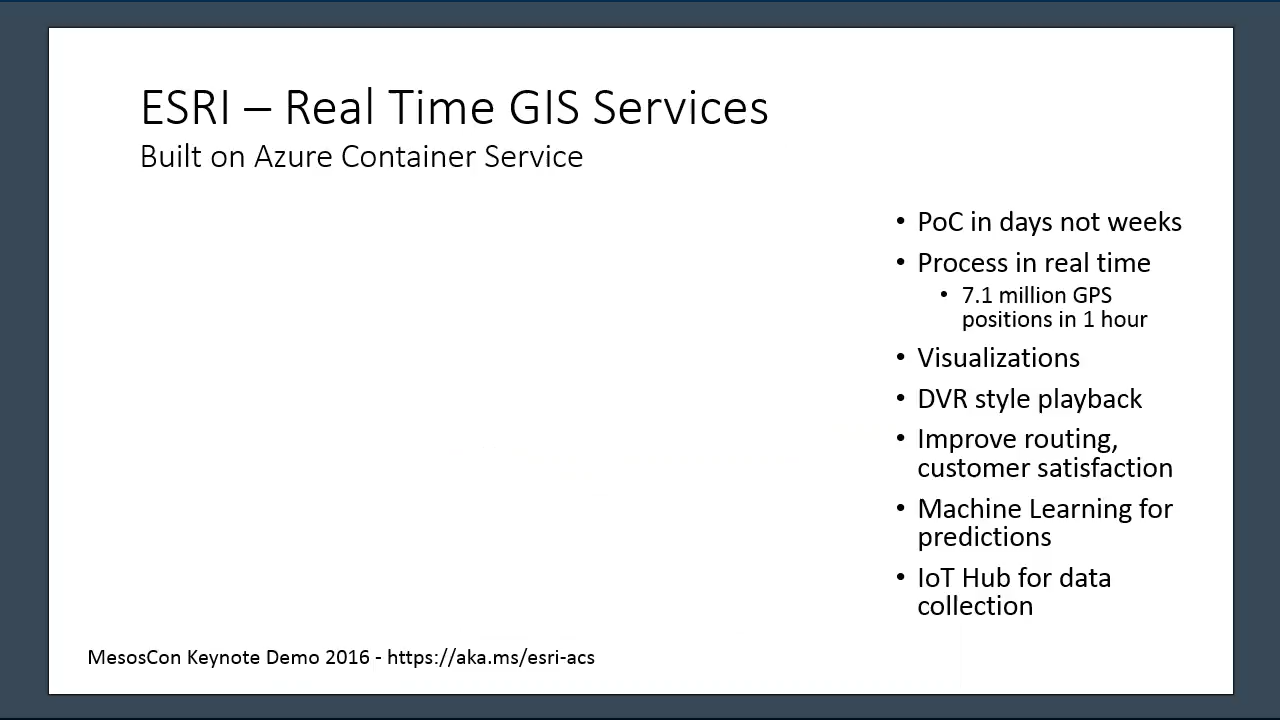 ESRI – Real Time GIS Services
Built on Azure Container Service
• PoC in days not weeks
• Process in real time
• 7.1 million GPS
positions in 1 hour
• Visualizations
• DVR style playback
• Improve routing,
customer satisfaction
• Machine Learning for
predictions
• IoT Hub for data
collection
MesosCon Keynote Demo 2016 - https://aka.ms/esri-acs